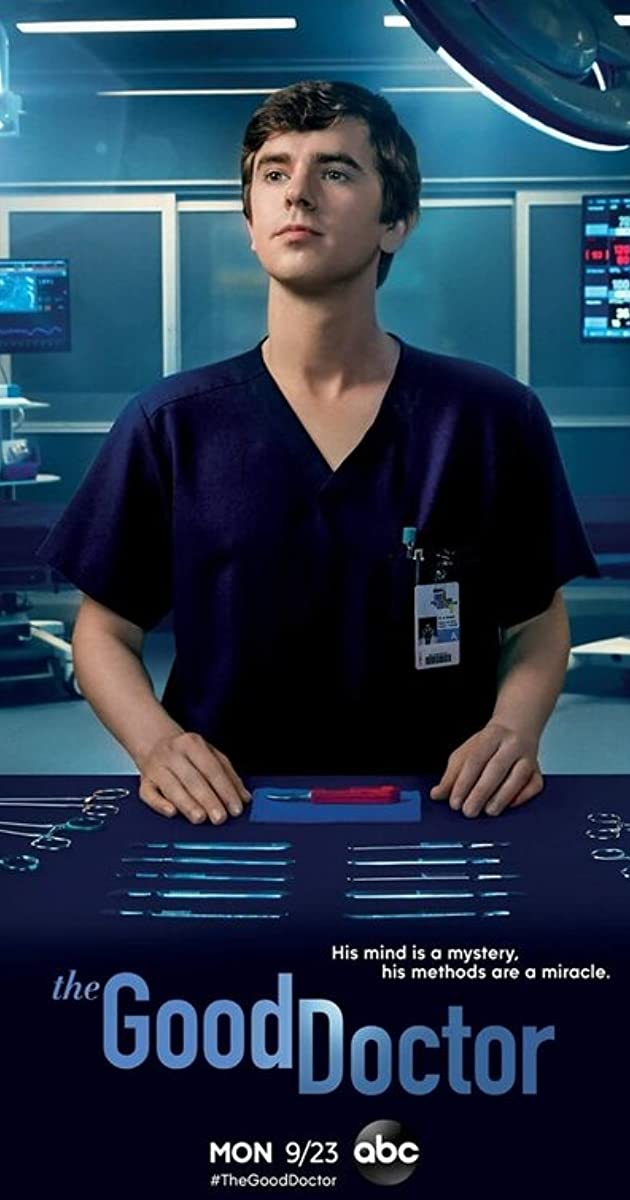 His mind is a mystery,
his methods are a miracle.
the Good Doctor
MON 9/23 abc
#TheGoodDoctor